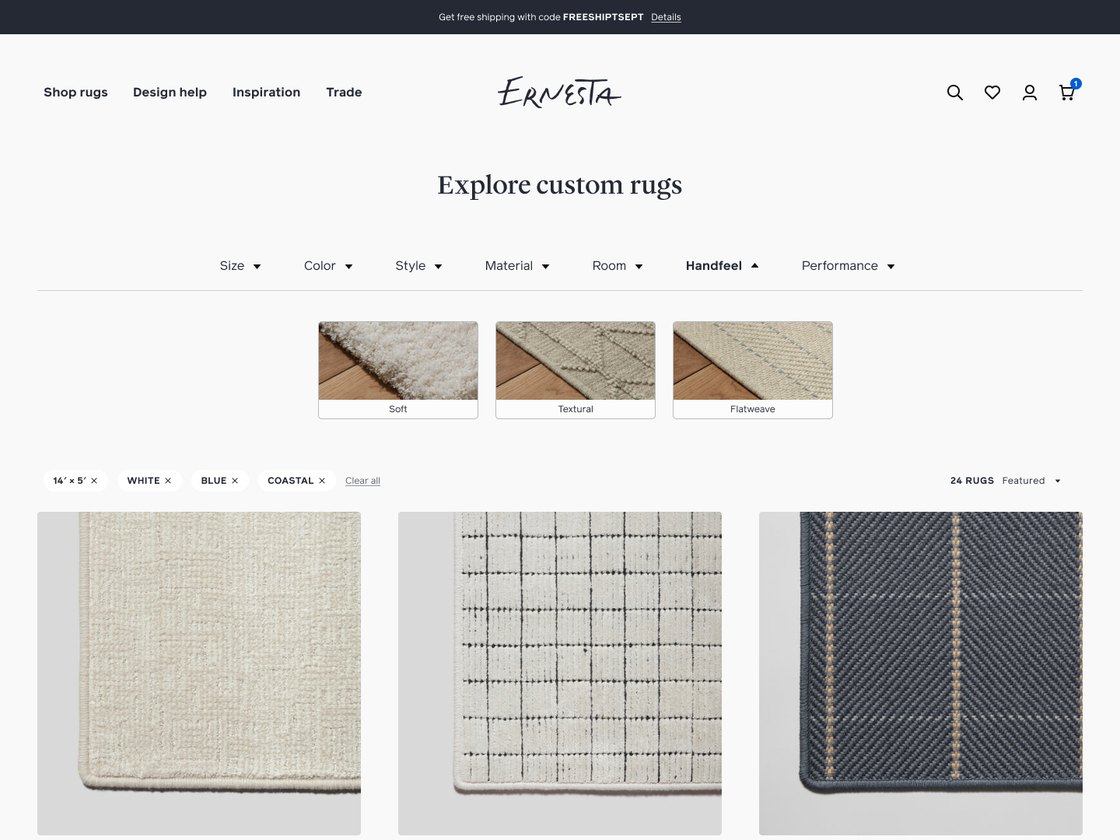 Get free shipping with code FREESHIPTSEPT Details
Shop rugs Design help Inspiration Trade ERNESTA 1
Explore custom rugs
Size Color Style Material Room Handfeel Performance
Soft Textural Flatweave
14′ × 5′ × WHITE × BLUE × COASTAL × Clear all 24 RUGS Featured